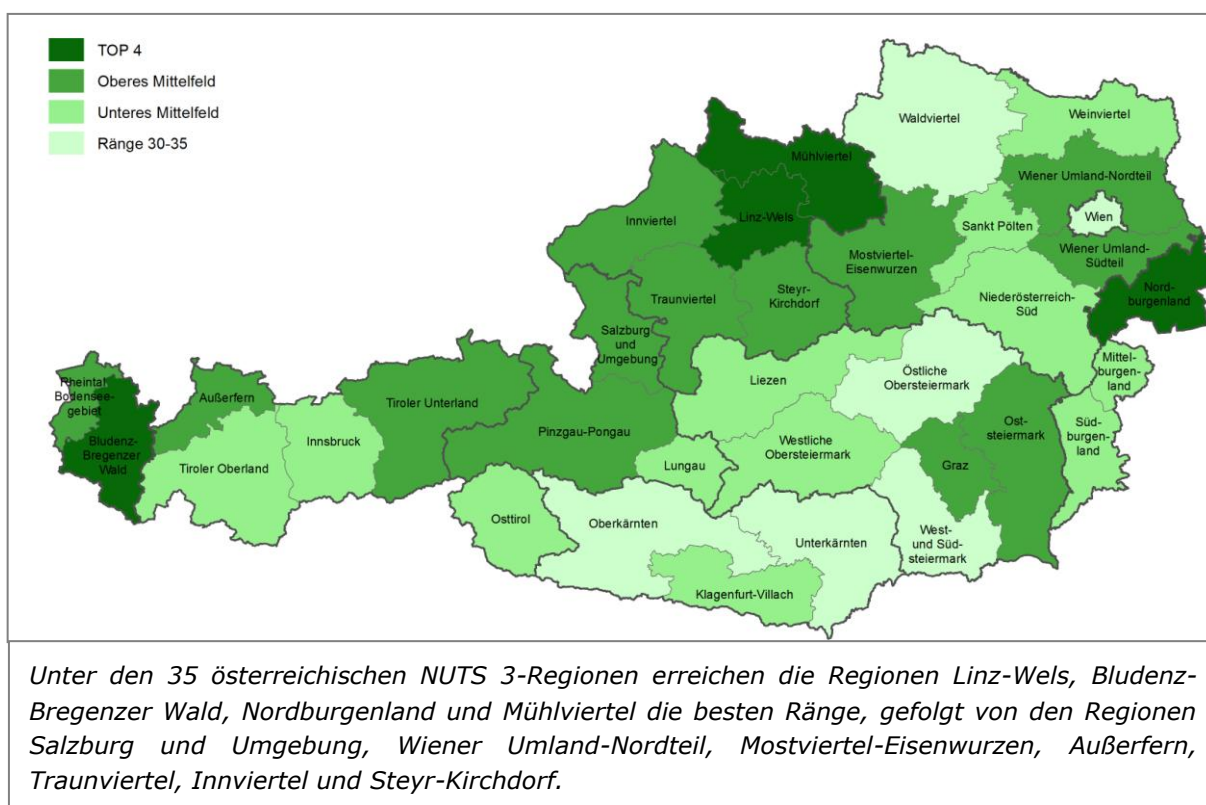 TOP 4
Oberes Mittelfeld
Unteres Mittelfeld
Ränge 30-35
Waldviertel
Weinviertel
Mühlviertel
Wiener Umland-Nordteil
Innviertel
Linz-Wels
Sankt Pölten
Wien
Mostviertel-
Eisenwurzen
Wiener Umland-
Südteil
Traunviertel
Steyr-
Kirchdorf
Niederösterreich-
Süd
Nord-
burgenland
Salzburg
und
Umgebung
Rheintal
Bodensee-
gebiet
Außerfern
Tiroler Unterland
Liezen
Östliche
Obersteiermark
Mittel-
burgen-
land
Bludenz-
Bregenzer
Wald
Tiroler Oberland
Innsbruck
Pinzgau-Pongau
Lungau
Westliche
Obersteiermark
Graz
Ost-
steiermark
Süd-
burgen-
land
Osttirol
Oberkärnten
Unterkärnten
West-
und Süd-
steiermark
Klagenfurt-Villach
Unter den 35 österreichischen NUTS 3-Regionen erreichen die Regionen Linz-Wels, Bludenz-
Bregenzer Wald, Nordburgenland und Mühlviertel die besten Ränge, gefolgt von den Regionen
Salzburg und Umgebung, Wiener Umland-Nordteil, Mostviertel-Eisenwurzen, Außerfern,
Traunviertel, Innviertel und Steyr-Kirchdorf.